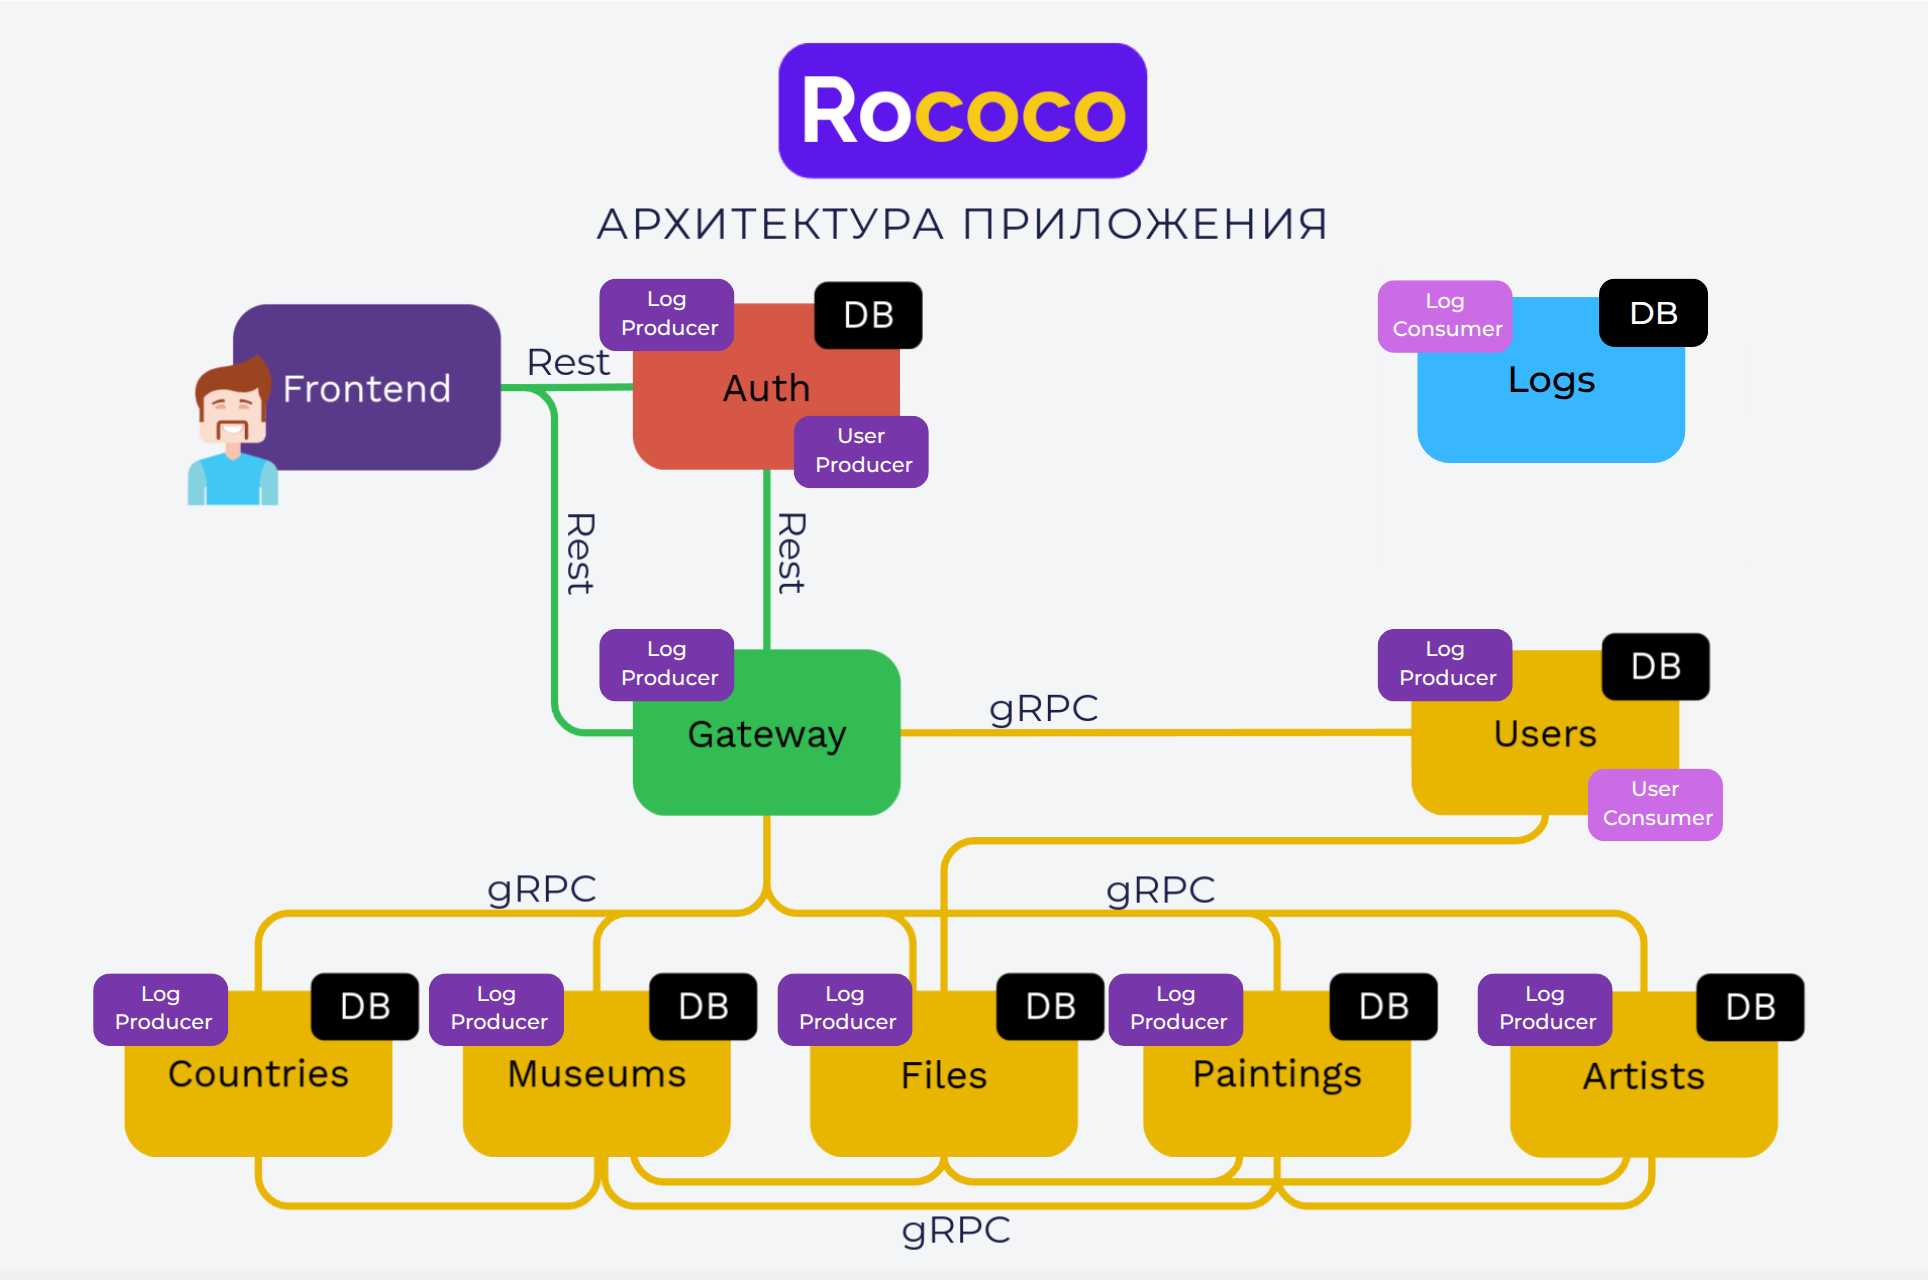 Rococo
АРХИТЕКТУРА ПРИЛОЖЕНИЯ
Frontend
Rest
Log
Producer
DB
Auth
User
Producer
Log
Consumer
DB
Logs
Rest
Rest
Log
Producer
Gateway
gRPC
Log
Producer
DB
Users
User
Consumer
gRPC
gRPC
Log
Producer
DB
Countries
Log
Producer
DB
Museums
Log
Producer
DB
Files
Log
Producer
DB
Paintings
Log
Producer
DB
Artists
gRPC